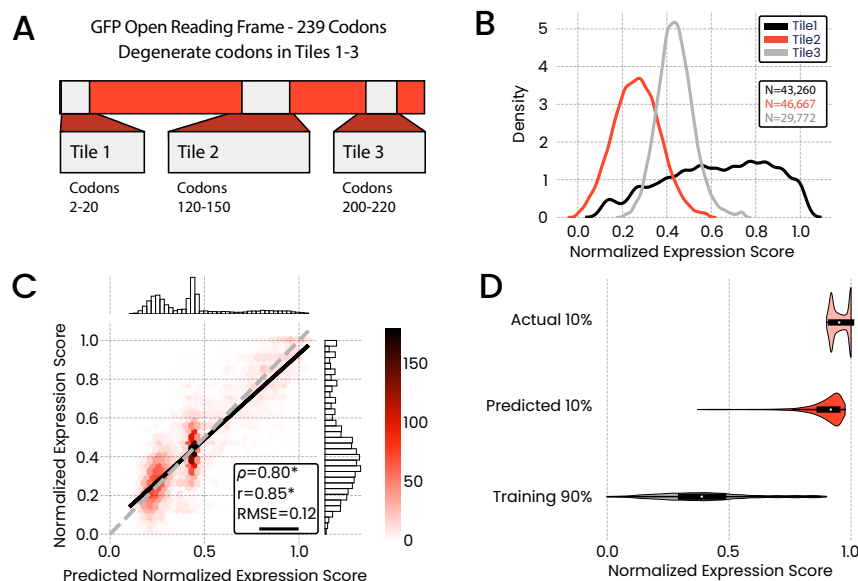 A
GFP Open Reading Frame - 239 Codons
Degenerate codons in Tiles 1-3
Tile 1
Tile 2
Tile 3
Codons
2-20
Codons
120-150
Codons
200-220
B
Density
5
4
3
2
1
0
Tile1
Tile2
Tile3
N=43,260
N=46,667
N=29,772
0.0 0.2 0.4 0.6 0.8 1.0
Normalized Expression Score
C
Normalized Expression Score
1.0
0.8
0.6
0.4
0.2
0.0
ρ=0.80*
r=0.85*
RMSE=0.12
150
100
50
0
0.0 0.5 1.0
Predicted Normalized Expression Score
D
Actual 10%
Predicted 10%
Training 90%
0.0 0.5 1.0
Normalized Expression Score